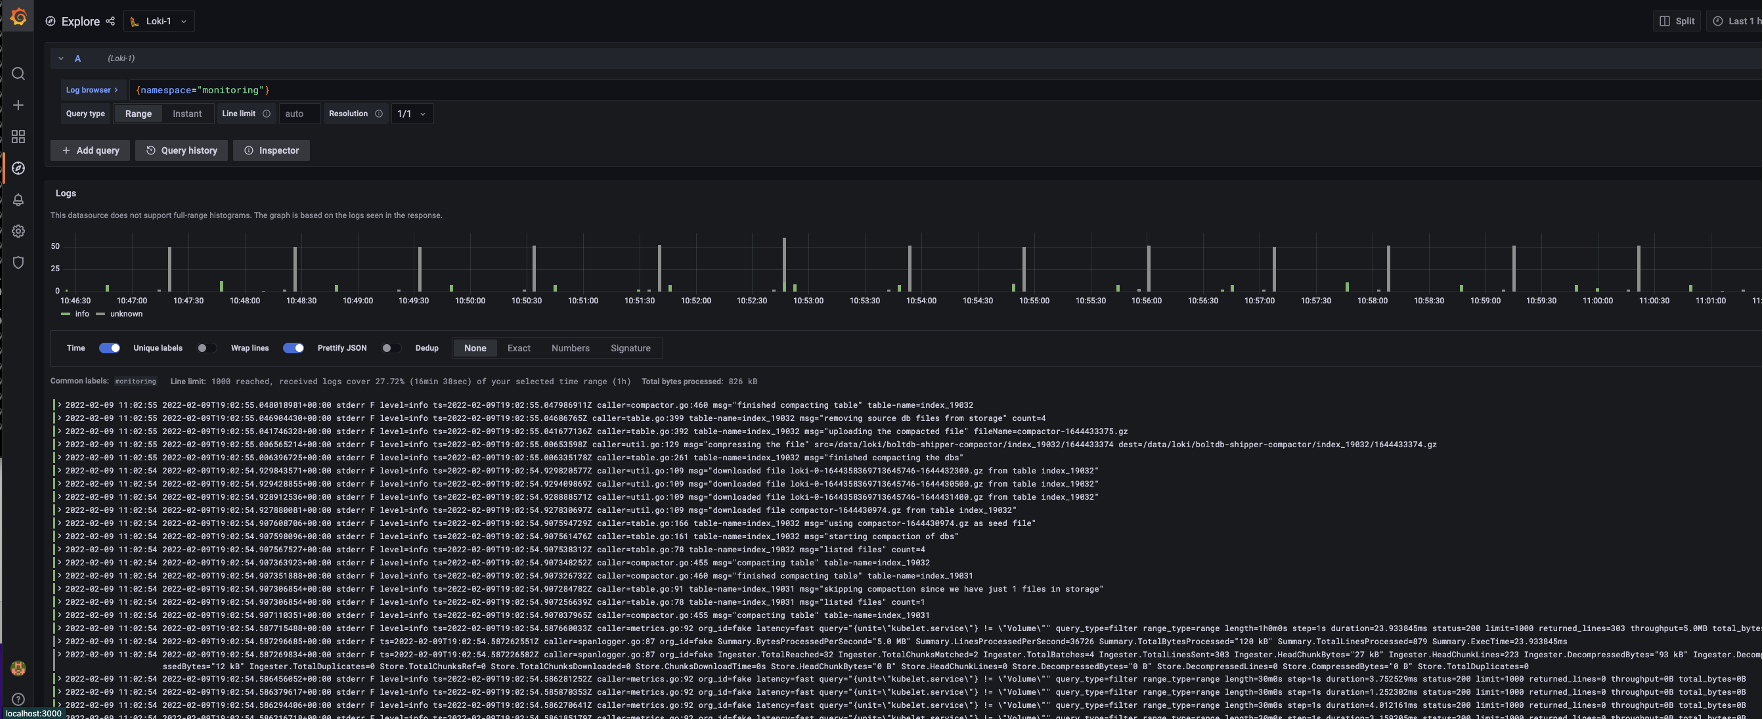 Explore Loki-1 Split Last 1 h
A (Loki-1)
Log browser > {namespace="monitoring"}
Query type Range Instant Line limit auto Resolution 1/1
+ Add query Query history Inspector
Logs
This datasource does not support full-range histograms. The graph is based on the logs seen in the response.
50
25
0
10:46:30 10:47:00 10:47:30 10:48:00 10:48:30 10:49:00 10:49:30 10:50:00 10:50:30 10:51:00 10:51:30 10:52:00 10:52:30 10:53:00 10:53:30 10:54:00 10:54:30 10:55:00 10:55:30 10:56:00 10:56:30 10:57:00 10:57:30 10:58:00 10:58:30 10:59:00 10:59:30 11:00:00 11:00:30 11:01:00 11:
info unknown
Time Unique labels Wrap lines Prettify JSON Dedup None Exact Numbers Signature
Common labels: monitoring Line limit: 1000 reached, received logs cover 27.72% (16min 38sec) of your selected time range (1h) Total bytes processed: 826 kB
> 2022-02-09 11:02:55 2022-02-09T19:02:55.048018981+00:00 stderr F level=info ts=2022-02-09T19:02:55.047986911Z caller=compactor.go:460 msg="finished compacting table" table-name=index_19032
> 2022-02-09 11:02:55 2022-02-09T19:02:55.046904430+00:00 stderr F level=info ts=2022-02-09T19:02:55.04686765Z caller=table.go:399 table-name=index_19032 msg="removing source db files from storage" count=4
> 2022-02-09 11:02:55 2022-02-09T19:02:55.041746328+00:00 stderr F level=info ts=2022-02-09T19:02:55.041677136Z caller=table.go:392 table-name=index_19032 msg="uploading the compacted file" fileName=compactor-1644433375.gz
> 2022-02-09 11:02:55 2022-02-09T19:02:55.006565214+00:00 stderr F level=info ts=2022-02-09T19:02:55.00653598Z caller=util.go:129 msg="compressing the file" src=/data/loki/boltdb-shipper-compactor/index_19032/1644433374 dest=/data/loki/boltdb-shipper-compactor/index_19032/1644433374.gz
> 2022-02-09 11:02:55 2022-02-09T19:02:55.006396725+00:00 stderr F level=info ts=2022-02-09T19:02:55.006335178Z caller=table.go:261 table-name=index_19032 msg="finished compacting the dbs"
> 2022-02-09 11:02:54 2022-02-09T19:02:54.929843571+00:00 stderr F level=info ts=2022-02-09T19:02:54.929820577Z caller=util.go:109 msg="downloaded file loki-0-1644358369713645746-1644432300.gz from table index_19032"
> 2022-02-09 11:02:54 2022-02-09T19:02:54.929428855+00:00 stderr F level=info ts=2022-02-09T19:02:54.929409869Z caller=util.go:109 msg="downloaded file loki-0-1644358369713645746-1644430500.gz from table index_19032"
> 2022-02-09 11:02:54 2022-02-09T19:02:54.928912536+00:00 stderr F level=info ts=2022-02-09T19:02:54.928888571Z caller=util.go:109 msg="downloaded file loki-0-1644358369713645746-1644431400.gz from table index_19032"
> 2022-02-09 11:02:54 2022-02-09T19:02:54.927880081+00:00 stderr F level=info ts=2022-02-09T19:02:54.927830697Z caller=util.go:109 msg="downloaded file compactor-1644430974.gz from table index_19032"
> 2022-02-09 11:02:54 2022-02-09T19:02:54.907608706+00:00 stderr F level=info ts=2022-02-09T19:02:54.907594729Z caller=table.go:166 table-name=index_19032 msg="using compactor-1644430974.gz as seed file"
> 2022-02-09 11:02:54 2022-02-09T19:02:54.907598096+00:00 stderr F level=info ts=2022-02-09T19:02:54.907561476Z caller=table.go:161 table-name=index_19032 msg="starting compaction of dbs"
> 2022-02-09 11:02:54 2022-02-09T19:02:54.907567527+00:00 stderr F level=info ts=2022-02-09T19:02:54.907538312Z caller=table.go:78 table-name=index_19032 msg="listed files" count=4
> 2022-02-09 11:02:54 2022-02-09T19:02:54.907363923+00:00 stderr F level=info ts=2022-02-09T19:02:54.907348252Z caller=compactor.go:455 msg="compacting table" table-name=index_19032
> 2022-02-09 11:02:54 2022-02-09T19:02:54.907351888+00:00 stderr F level=info ts=2022-02-09T19:02:54.907326732Z caller=compactor.go:460 msg="finished compacting table" table-name=index_19031
> 2022-02-09 11:02:54 2022-02-09T19:02:54.907306854+00:00 stderr F level=info ts=2022-02-09T19:02:54.907284782Z caller=table.go:91 table-name=index_19031 msg="skipping compaction since we have just 1 files in storage"
> 2022-02-09 11:02:54 2022-02-09T19:02:54.907306854+00:00 stderr F level=info ts=2022-02-09T19:02:54.907256639Z caller=table.go:78 table-name=index_19031 msg="listed files" count=1
> 2022-02-09 11:02:54 2022-02-09T19:02:54.907110351+00:00 stderr F level=info ts=2022-02-09T19:02:54.907037965Z caller=compactor.go:455 msg="compacting table" table-name=index_19031
> 2022-02-09 11:02:54 2022-02-09T19:02:54.587715480+00:00 stderr F level=info ts=2022-02-09T19:02:54.587660033Z caller=metrics.go:92 org_id=fake latency=fast query="{unit=\"kubelet.service\"} != \"Volume\"" query_type=filter range_type=range length=1h0m0s step=1s duration=23.933845ms status=200 limit=1000 returned_lines=303 throughput=5.0MB total_bytes
> 2022-02-09 11:02:54 2022-02-09T19:02:54.587296685+00:00 stderr F ts=2022-02-09T19:02:54.587262551Z caller=spanlogger.go:87 org_id=fake Summary.BytesProcessedPerSecond="5.0 MB" Summary.LinesProcessedPerSecond=36726 Summary.TotalBytesProcessed="120 kB" Summary.TotalLinesProcessed=879 Summary.ExecTime=23.933845ms
> 2022-02-09 11:02:54 2022-02-09T19:02:54.587269834+00:00 stderr F ts=2022-02-09T19:02:54.587226582Z caller=spanlogger.go:87 org_id=fake Ingester.TotalReached=32 Ingester.TotalChunksMatched=2 Ingester.TotalBatches=4 Ingester.TotalLinesSent=303 Ingester.HeadChunkBytes="27 kB" Ingester.HeadChunkLines=223 Ingester.DecompressedBytes="93 kB" Ingester.Decompre
ssedBytes="12 kB" Ingester.TotalDuplicates=0 Store.TotalChunksRef=0 Store.TotalChunksDownloaded=0 Store.ChunksDownloadTime=0s Store.HeadChunkBytes="0 B" Store.HeadChunkLines=0 Store.DecompressedBytes="0 B" Store.DecompressedLines=0 Store.CompressedBytes="0 B" Store.TotalDuplicates=0
> 2022-02-09 11:02:54 2022-02-09T19:02:54.586456052+00:00 stderr F level=info ts=2022-02-09T19:02:54.586281252Z caller=metrics.go:92 org_id=fake latency=fast query="{unit=\"kubelet.service\"} != \"Volume\"" query_type=filter range_type=range length=30m0s step=1s duration=3.752529ms status=200 limit=1000 returned_lines=0 throughput=0B total_bytes=0B
> 2022-02-09 11:02:54 2022-02-09T19:02:54.586379617+00:00 stderr F level=info ts=2022-02-09T19:02:54.585870353Z caller=metrics.go:92 org_id=fake latency=fast query="{unit=\"kubelet.service\"} != \"Volume\"" query_type=filter range_type=range length=30m0s step=1s duration=1.252302ms status=200 limit=1000 returned_lines=0 throughput=0B total_bytes=0B
> 2022-02-09 11:02:54 2022-02-09T19:02:54.586294406+00:00 stderr F level=info ts=2022-02-09T19:02:54.586270641Z caller=metrics.go:92 org_id=fake latency=fast query="{unit=\"kubelet.service\"} != \"Volume\"" query_type=filter range_type=range length=30m0s step=1s duration=4.012161ms status=200 limit=1000 returned_lines=0 throughput=0B total_bytes=0B
localhost:3000